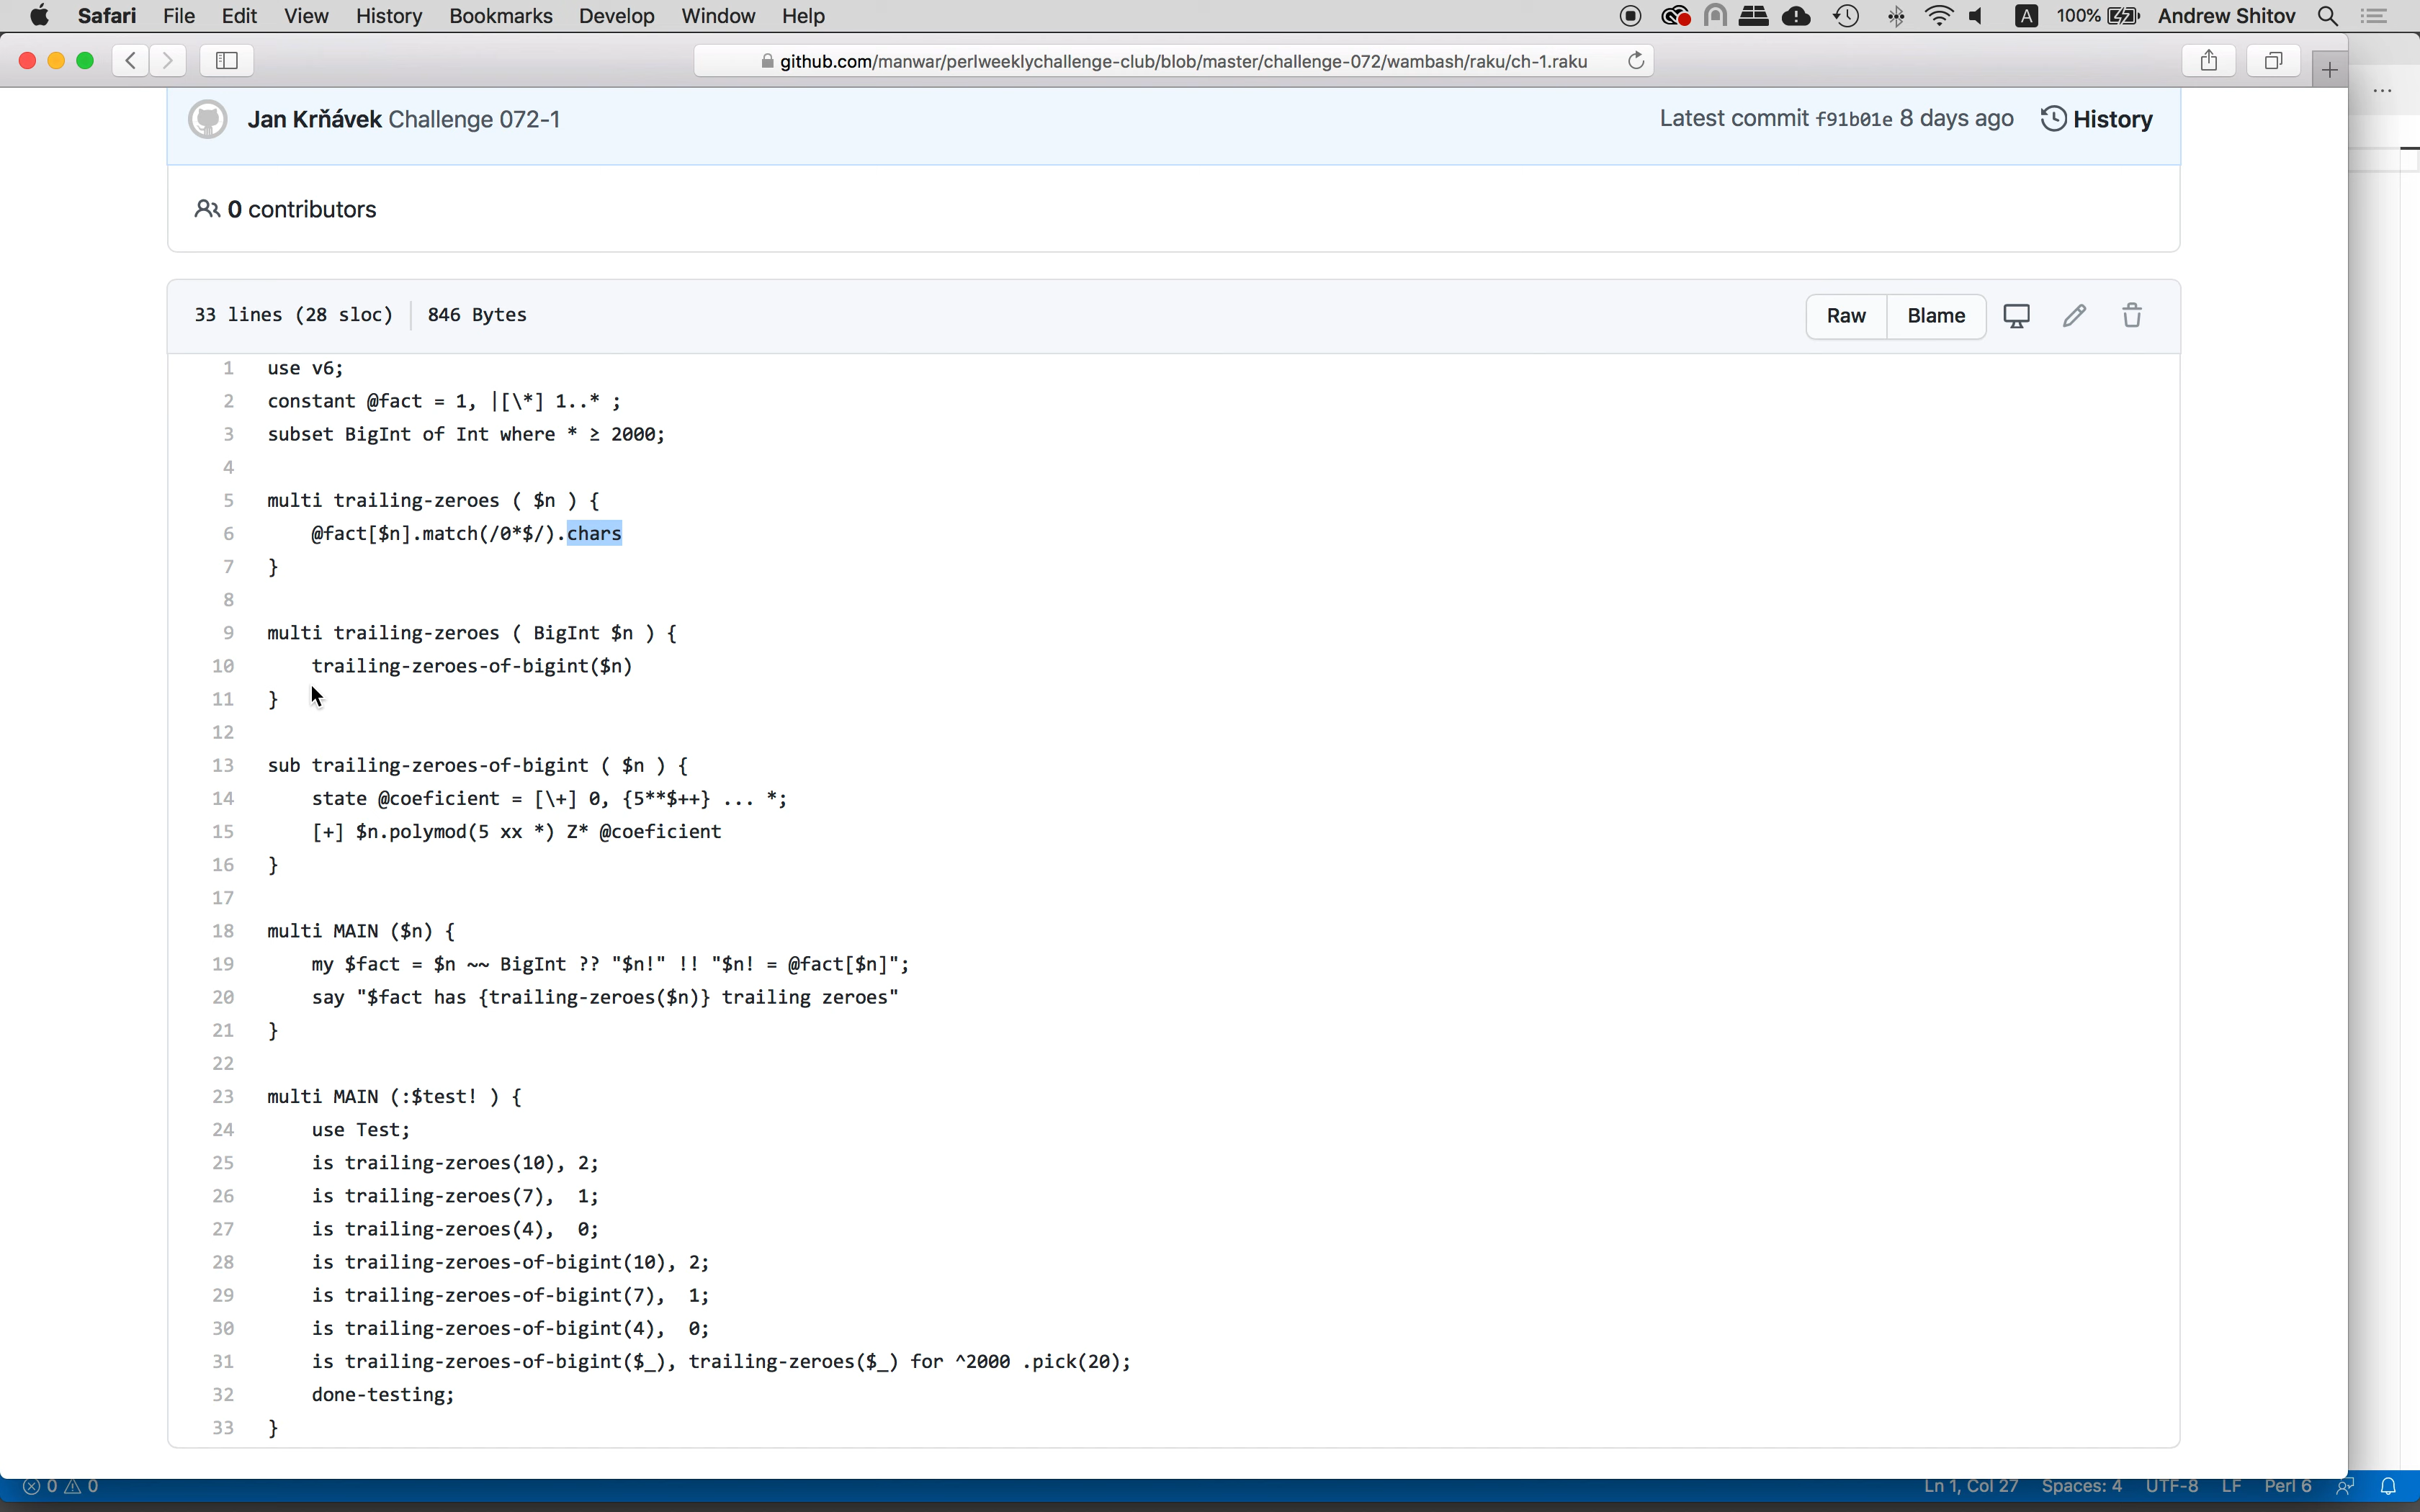 Safari File Edit View History Bookmarks Develop Window Help A 100% Andrew Shitov
github.com/manwar/perlweeklychallenge-club/blob/master/challenge-072/wambash/raku/ch-1.raku
Jan Krňávek Challenge 072-1 Latest commit f91b01e 8 days ago History
0 contributors
33 lines (28 sloc) 846 Bytes Raw Blame
1 use v6;
2 constant @fact = 1, |[\*] 1..* ;
3 subset BigInt of Int where * ≥ 2000;
4
5 multi trailing-zeroes ( $n ) {
6     @fact[$n].match(/0*$/).chars
7 }
8
9 multi trailing-zeroes ( BigInt $n ) {
10     trailing-zeroes-of-bigint($n)
11 }
12
13 sub trailing-zeroes-of-bigint ( $n ) {
14     state @coeficient = [\+] 0, {5**$++} ... *;
15     [+] $n.polymod(5 xx *) Z* @coeficient
16 }
17
18 multi MAIN ($n) {
19     my $fact = $n ~~ BigInt ?? "$n!" !! "$n! = @fact[$n]";
20     say "$fact has {trailing-zeroes($n)} trailing zeroes"
21 }
22
23 multi MAIN (:$test! ) {
24     use Test;
25     is trailing-zeroes(10), 2;
26     is trailing-zeroes(7),  1;
27     is trailing-zeroes(4),  0;
28     is trailing-zeroes-of-bigint(10), 2;
29     is trailing-zeroes-of-bigint(7),  1;
30     is trailing-zeroes-of-bigint(4),  0;
31     is trailing-zeroes-of-bigint($_), trailing-zeroes($_) for ^2000 .pick(20);
32     done-testing;
33 }
0 0 Ln 1, Col 27 Spaces: 4 UTF-8 LF Perl 6